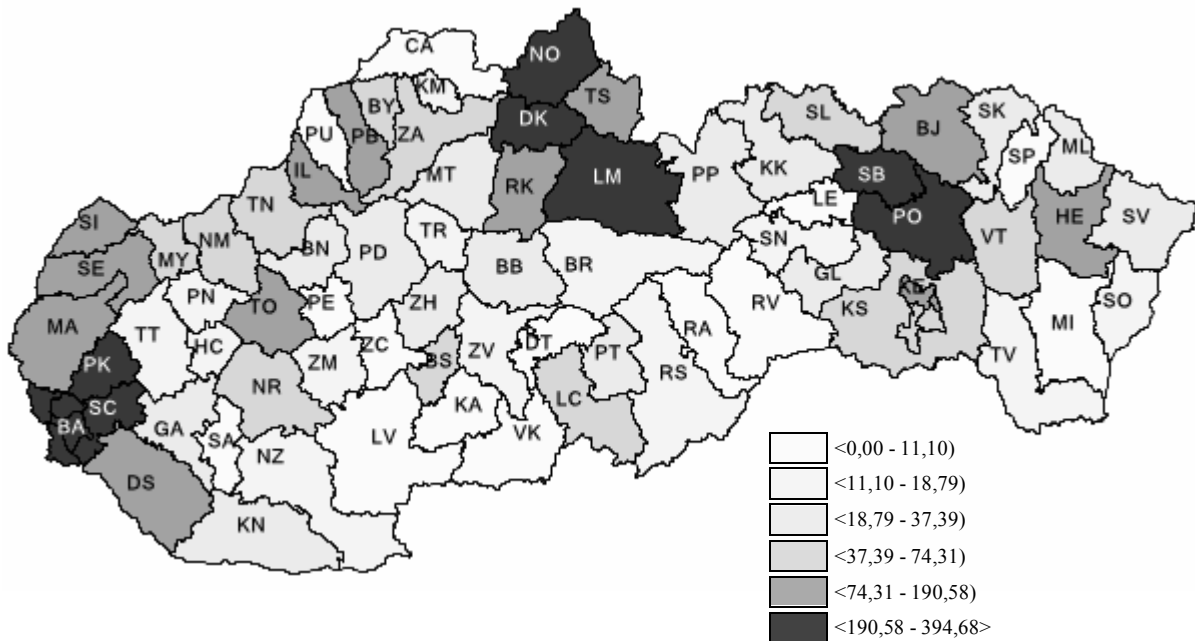 CA
NO
KM
TS
BY
PU
PB
ZA
DK
IL
MT
RK
LM
PP
KK
SL
BJ
SK
SP
ML
SB
LE
PO
HE
SV
VT
SN
GL
KE
KS
SO
MI
TV
SI
SE
MY
NM
TN
BN
PD
TR
BB
BR
RV
MA
PN
TO
PE
ZH
TT
HC
ZM
ZC
BS
ZV
DT
PT
RA
RS
PK
SC
BA
NR
GA
SA
NZ
LV
KA
VK
LC
DS
KN
<0,00 - 11,10)
<11,10 - 18,79)
<18,79 - 37,39)
<37,39 - 74,31)
<74,31 - 190,58)
<190,58 - 394,68>